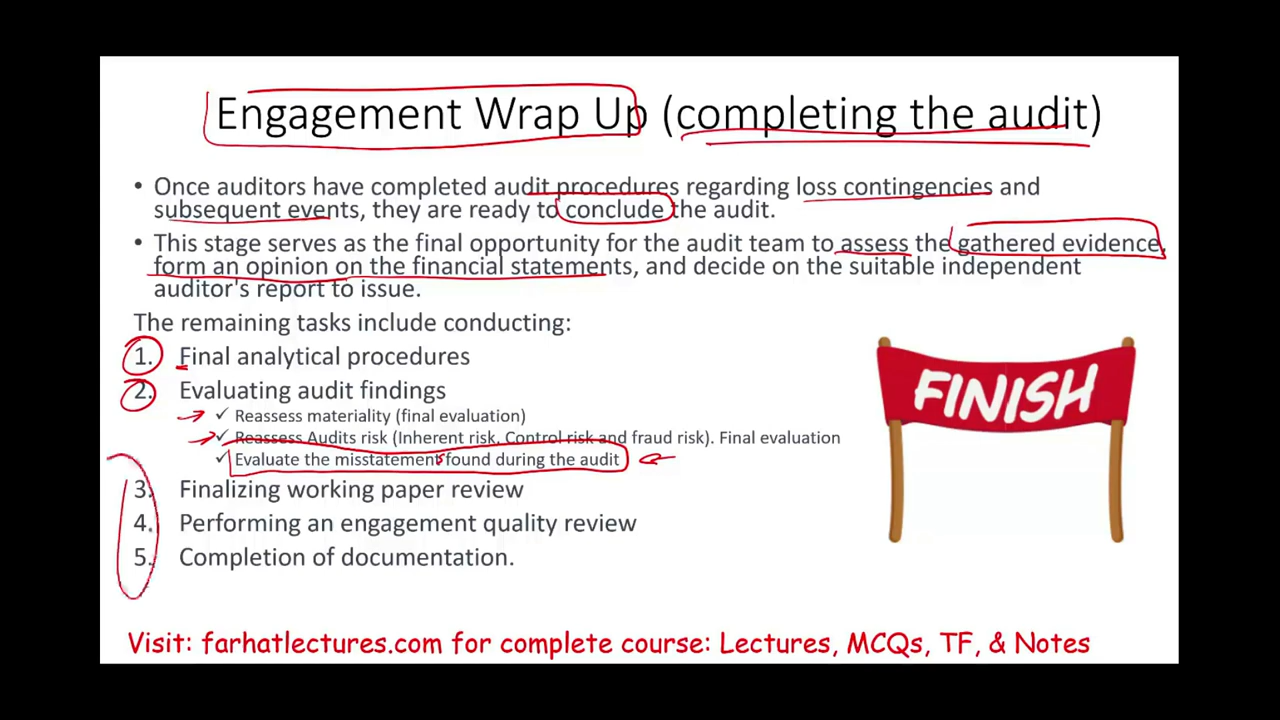 Engagement Wrap Up (completing the audit)
• Once auditors have completed audit procedures regarding loss contingencies and
subsequent events, they are ready to conclude the audit.
• This stage serves as the final opportunity for the audit team to assess the gathered evidence,
form an opinion on the financial statements, and decide on the suitable independent
auditor's report to issue.
The remaining tasks include conducting:
1. Final analytical procedures
2. Evaluating audit findings
✓ Reassess materiality (final evaluation)
✓ Reassess Audits risk (Inherent risk, Control risk and fraud risk). Final evaluation
✓ Evaluate the misstatements found during the audit
3. Finalizing working paper review
4. Performing an engagement quality review
5. Completion of documentation.
FINISH
Visit: farhatlectures.com for complete course: Lectures, MCQs, TF, & Notes